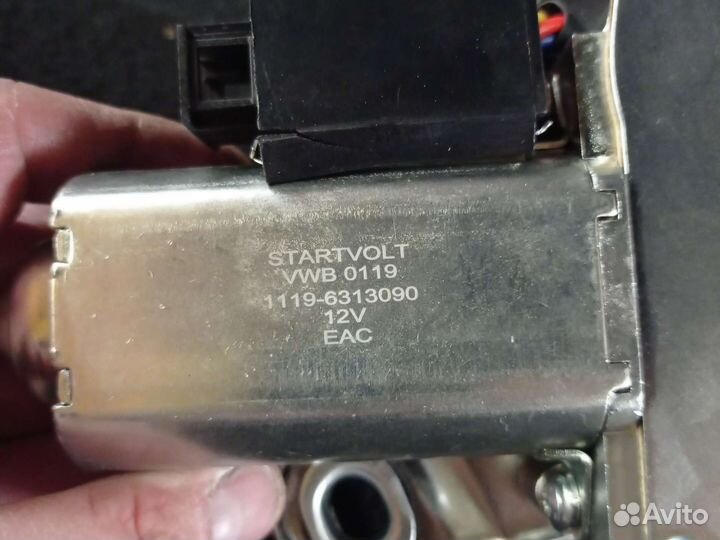 STARTVOLT
VWB 0119
1119-6313090
12V
EAC
Avito